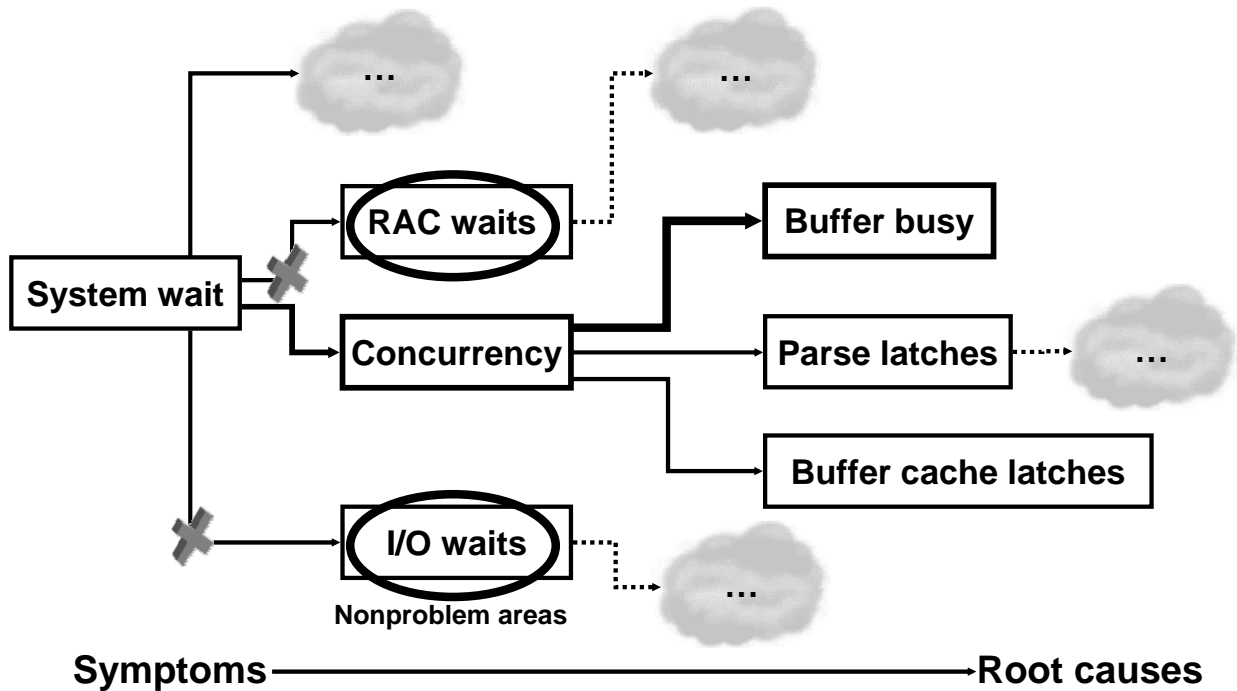 ...
...
RAC waits
Buffer busy
System wait
Concurrency
Parse latches
...
Buffer cache latches
I/O waits
...
Nonproblem areas
Symptoms
Root causes